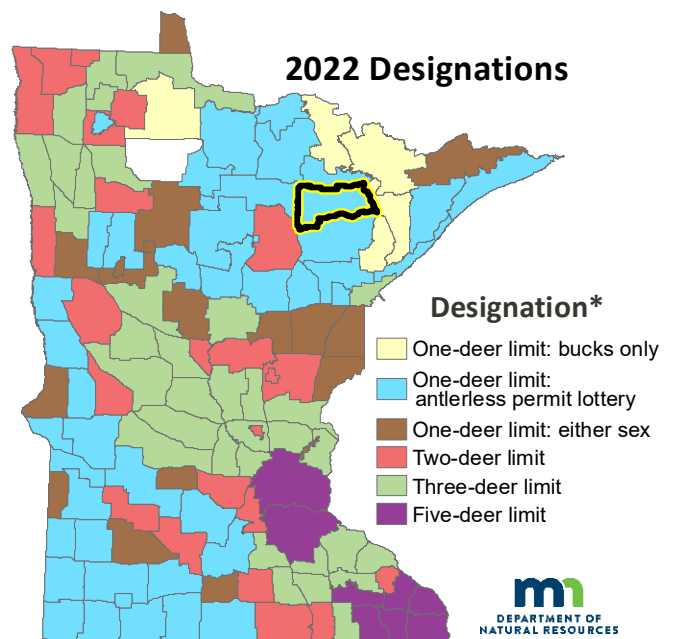 2022 Designations
Designation*
One-deer limit: bucks only
One-deer limit:
antlerless permit lottery
One-deer limit: either sex
Two-deer limit
Three-deer limit
Five-deer limit
mn
DEPARTMENT OF
NATURAL RESOURCES